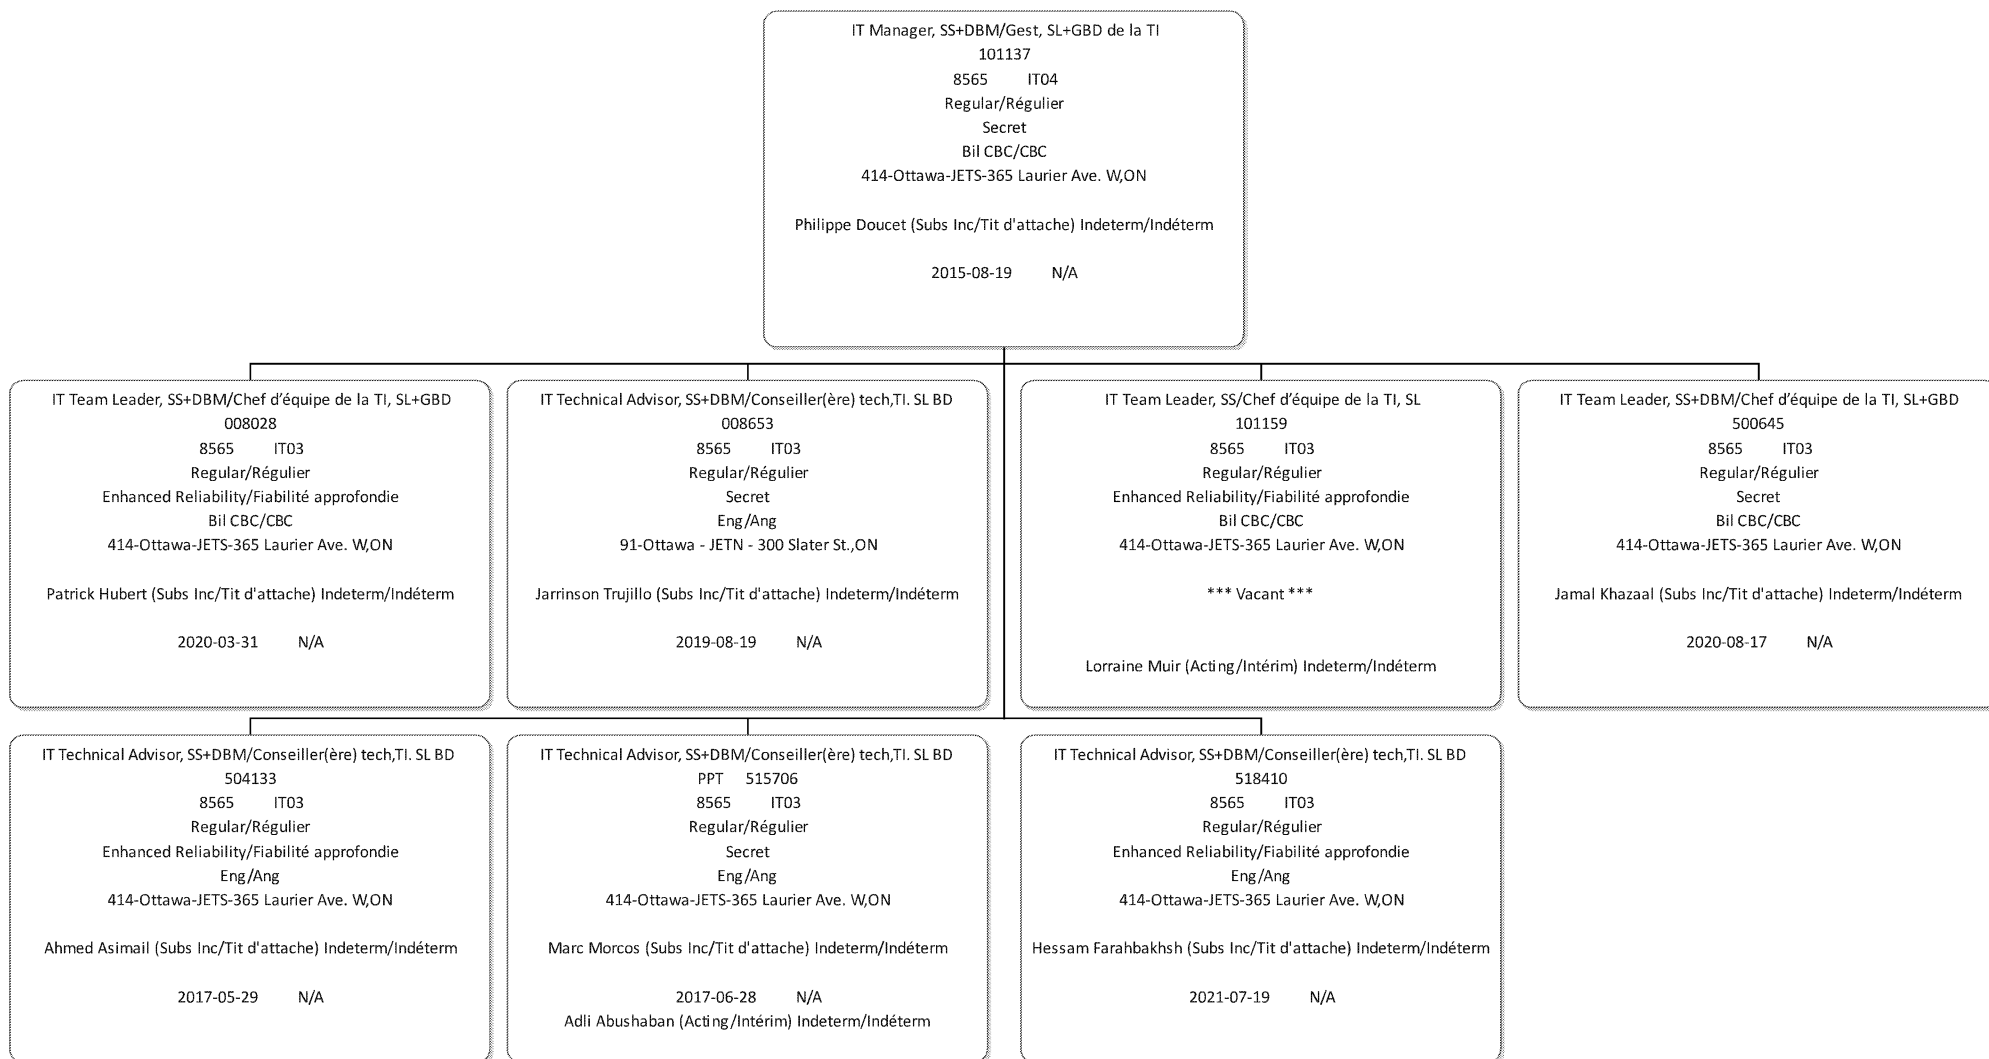 IT Manager, SS+DBM/Gest, SL+GBD de la TI
101137
8565 IT04
Regular/Régulier
Secret
Bil CBC/CBC
414-Ottawa-JETS-365 Laurier Ave. W,ON
Philippe Doucet (Subs Inc/Tit d'attache) Indeterm/Indéterm
2015-08-19 N/A
IT Team Leader, SS+DBM/Chef d’équipe de la TI, SL+GBD
008028
8565 IT03
Regular/Régulier
Enhanced Reliability/Fiabilité approfondie
Bil CBC/CBC
414-Ottawa-JETS-365 Laurier Ave. W,ON
Patrick Hubert (Subs Inc/Tit d'attache) Indeterm/Indéterm
2020-03-31 N/A
IT Technical Advisor, SS+DBM/Conseiller(ère) tech,TI. SL BD
008653
8565 IT03
Regular/Régulier
Secret
Eng/Ang
91-Ottawa - JETN - 300 Slater St.,ON
Jarrinson Trujillo (Subs Inc/Tit d'attache) Indeterm/Indéterm
2019-08-19 N/A
IT Team Leader, SS/Chef d’équipe de la TI, SL
101159
8565 IT03
Regular/Régulier
Enhanced Reliability/Fiabilité approfondie
Bil CBC/CBC
414-Ottawa-JETS-365 Laurier Ave. W,ON
*** Vacant ***
Lorraine Muir (Acting/Intérim) Indeterm/Indéterm
IT Team Leader, SS+DBM/Chef d’équipe de la TI, SL+GBD
500645
8565 IT03
Regular/Régulier
Secret
Bil CBC/CBC
414-Ottawa-JETS-365 Laurier Ave. W,ON
Jamal Khazaal (Subs Inc/Tit d'attache) Indeterm/Indéterm
2020-08-17 N/A
IT Technical Advisor, SS+DBM/Conseiller(ère) tech,TI. SL BD
504133
8565 IT03
Regular/Régulier
Enhanced Reliability/Fiabilité approfondie
Eng/Ang
414-Ottawa-JETS-365 Laurier Ave. W,ON
Ahmed Asimail (Subs Inc/Tit d'attache) Indeterm/Indéterm
2017-05-29 N/A
IT Technical Advisor, SS+DBM/Conseiller(ère) tech,TI. SL BD
PPT 515706
8565 IT03
Regular/Régulier
Secret
Eng/Ang
414-Ottawa-JETS-365 Laurier Ave. W,ON
Marc Morcos (Subs Inc/Tit d'attache) Indeterm/Indéterm
2017-06-28 N/A
Adli Abushaban (Acting/Intérim) Indeterm/Indéterm
IT Technical Advisor, SS+DBM/Conseiller(ère) tech,TI. SL BD
518410
8565 IT03
Regular/Régulier
Enhanced Reliability/Fiabilité approfondie
Eng/Ang
414-Ottawa-JETS-365 Laurier Ave. W,ON
Hessam Farahbakhsh (Subs Inc/Tit d'attache) Indeterm/Indéterm
2021-07-19 N/A